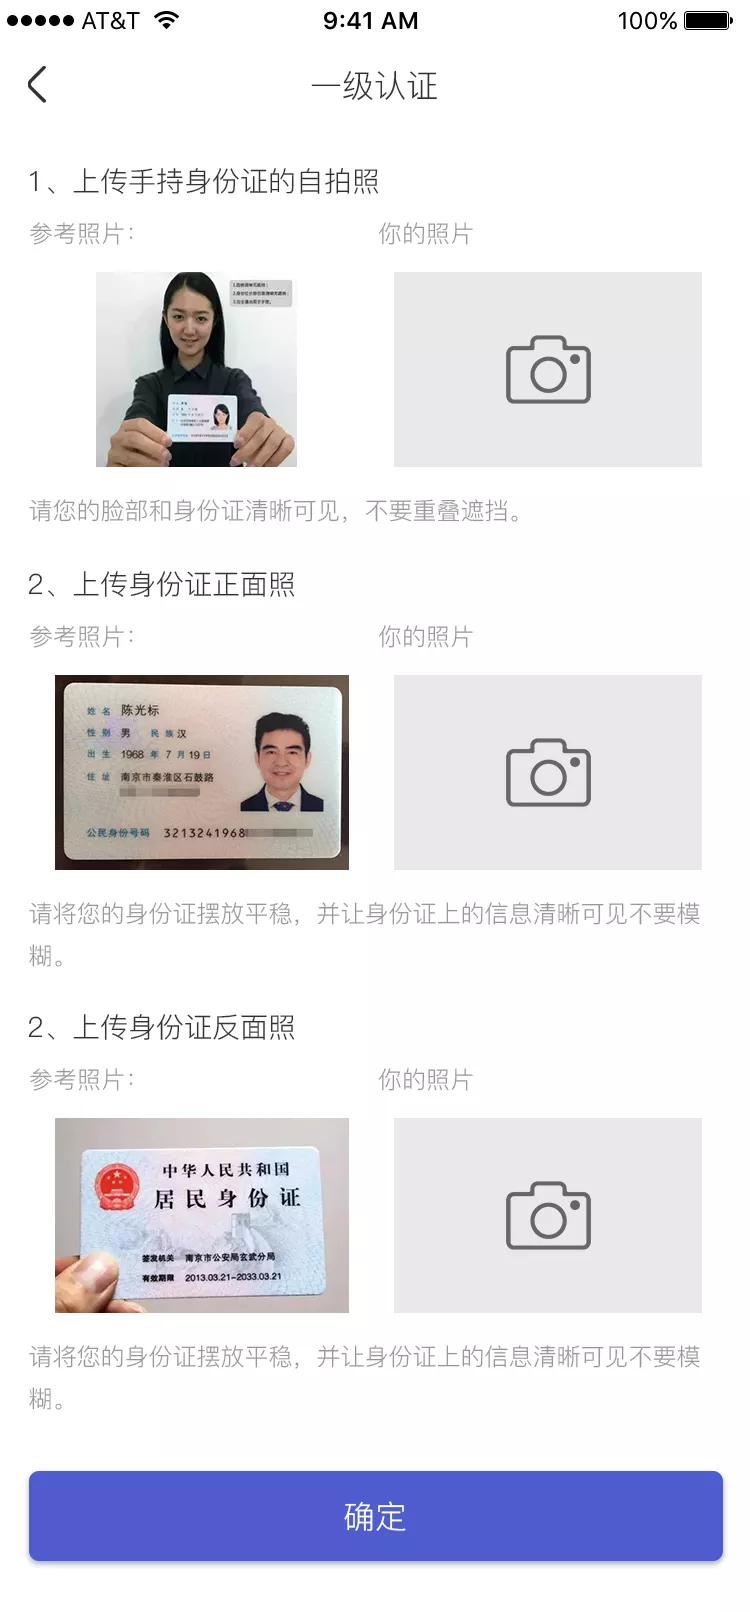 AT&T 9:41 AM 100%
一级认证
1、上传手持身份证的自拍照
参考照片：
你的照片
请您的脸部和身份证清晰可见，不要重叠遮挡。
2、上传身份证正面照
参考照片：
你的照片
姓名 陈光标
性别 男 民族 汉
出生 1968 年 7 月 19 日
住址 南京市秦淮区石鼓路
公民身份号码 3213241968
请将您的身份证摆放平稳，并让身份证上的信息清晰可见不要模
糊。
2、上传身份证反面照
参考照片：
你的照片
中华人民共和国
居民身份证
签发机关 南京市公安局玄武分局
有效期限 2013.03.21-2033.03.21
请将您的身份证摆放平稳，并让身份证上的信息清晰可见不要模
糊。
确定